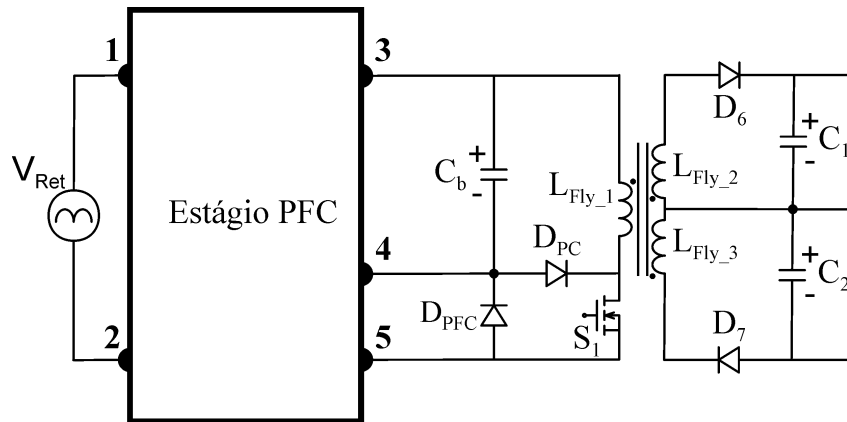 1
3
V_Ret
Estágio PFC
+
C_b
-
L_Fly_1
L_Fly_2
D_6
+
C_1
-
4
D_PC
L_Fly_3
+
C_2
-
D_PFC
S_1
D_7
2
5